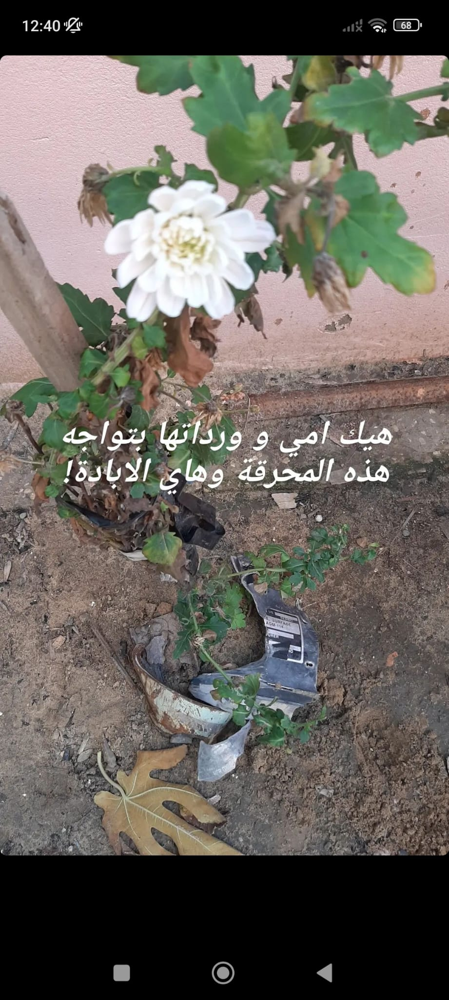 12:40
68
هيك امي و ورداتها بتواجه
هذه المحرقة وهاي الابادة!
E, SURFACE
AGM-114